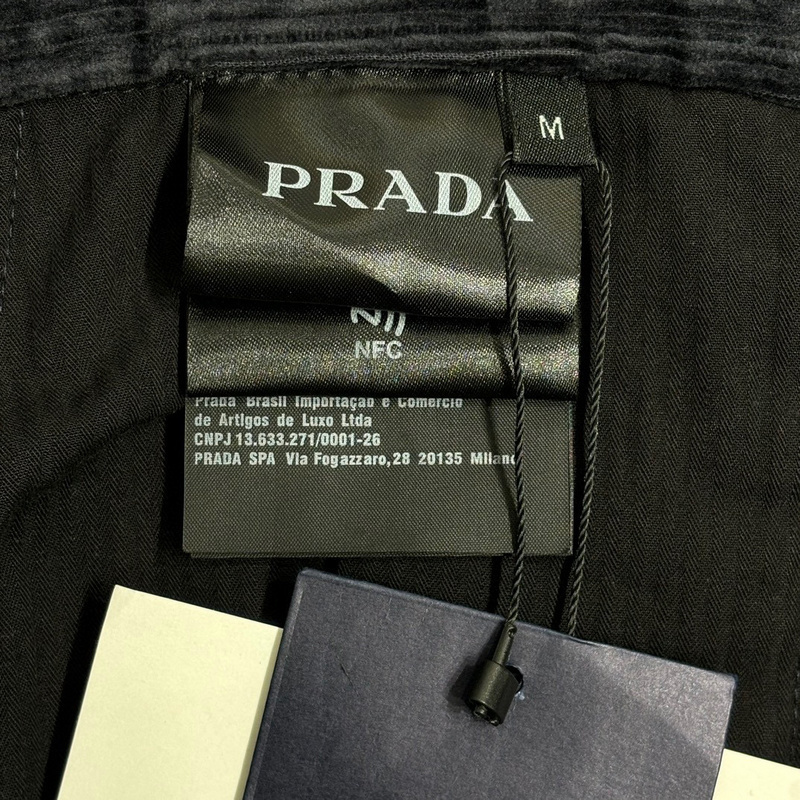 PRADA
M
NFC
Prada Brasil Importação e Comércio
de Artigos de Luxo Ltda
CNPJ 13.633.271/0001-26
PRADA SPA Via Fogazzaro,28 20135 Milano